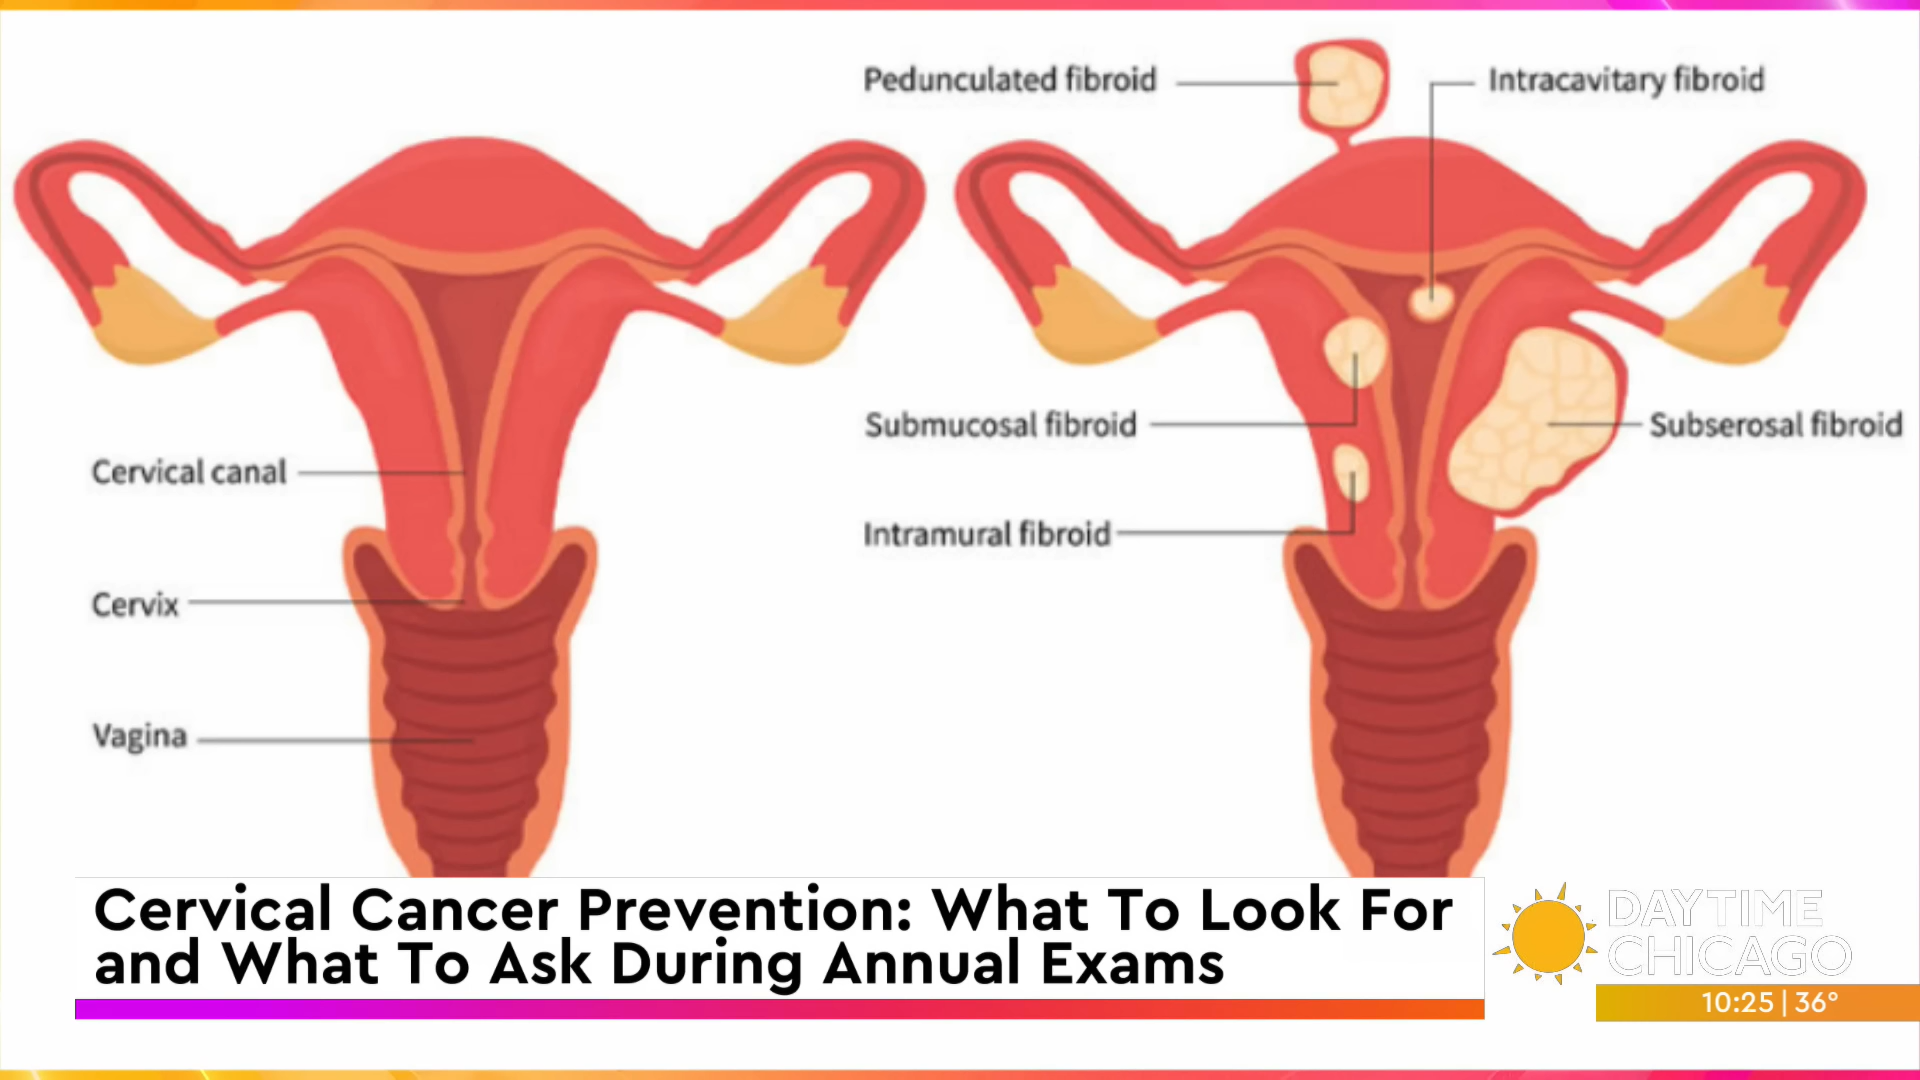 Pedunculated fibroid
Intracavitary fibroid
Submucosal fibroid
Subserosal fibroid
Cervical canal
Intramural fibroid
Cervix
Vagina
Cervical Cancer Prevention: What To Look For
and What To Ask During Annual Exams
DAYTIME
CHICAGO
10:25 | 36°